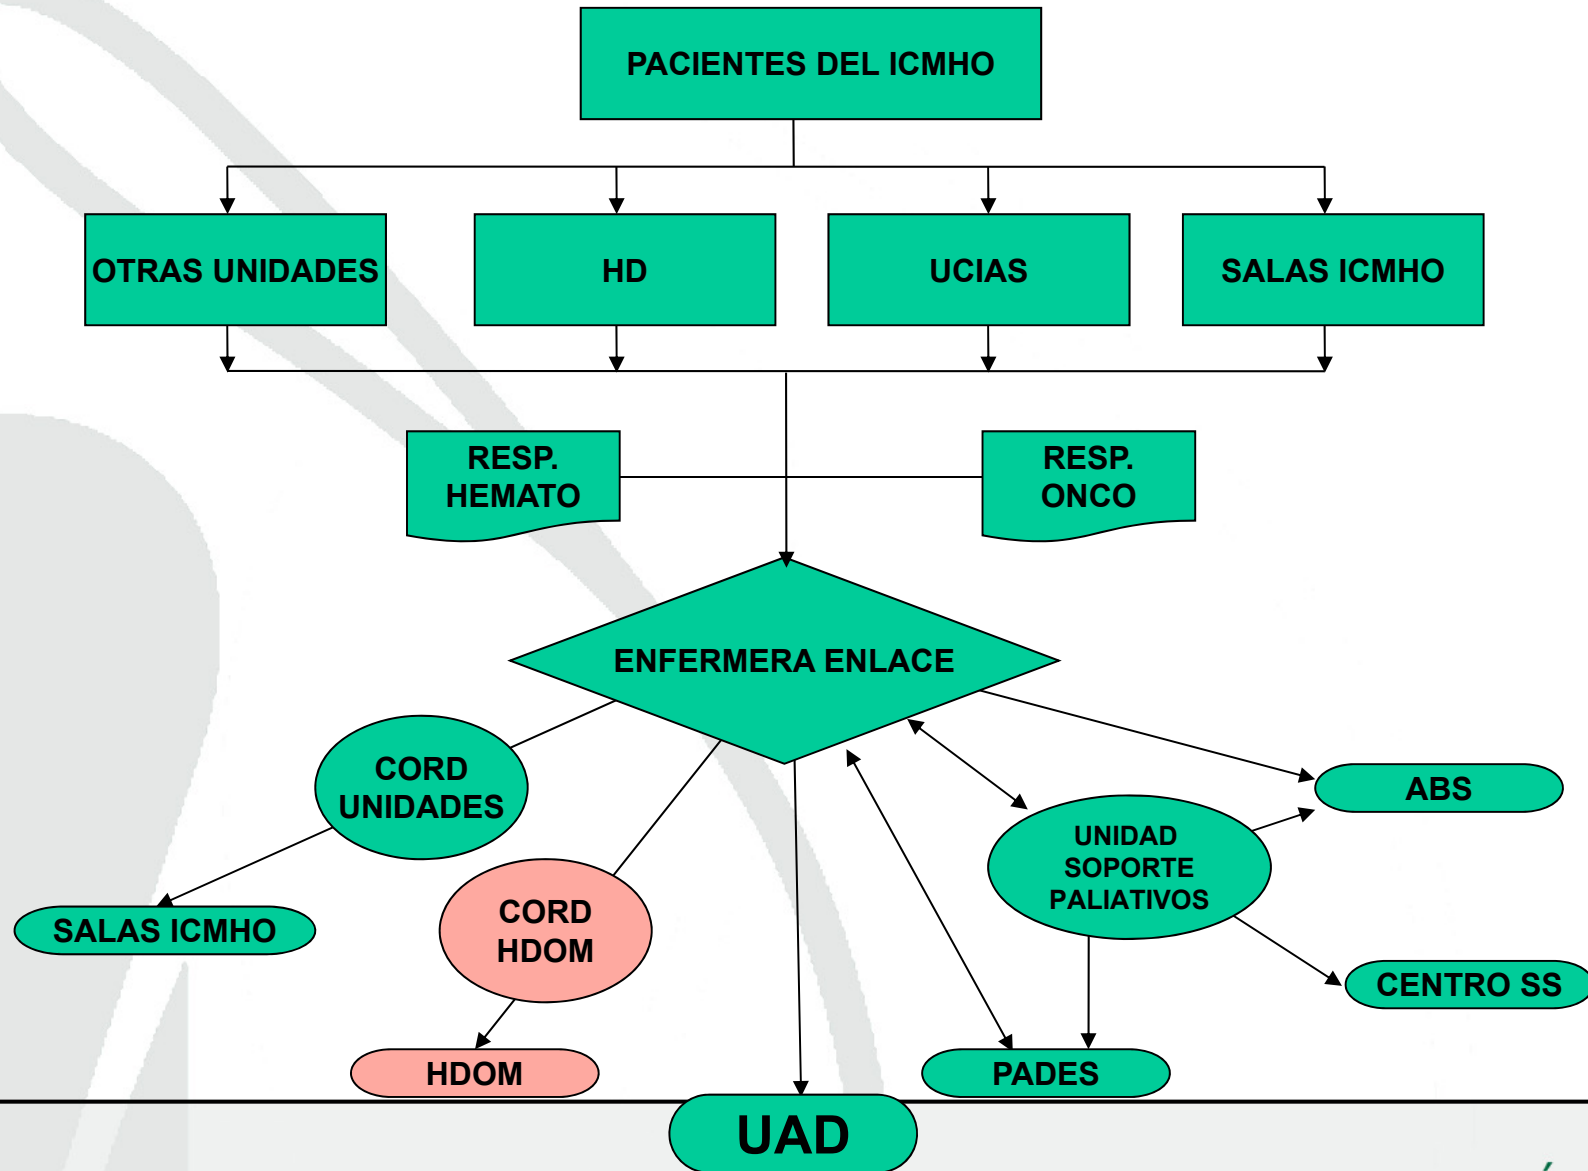 PACIENTES DEL ICMHO
OTRAS UNIDADES
HD
UCIAS
SALAS ICMHO
RESP.
HEMATO
RESP.
ONCO
ENFERMERA ENLACE
CORD
UNIDADES
ABS
UNIDAD
SOPORTE
PALIATIVOS
SALAS ICMHO
CORD
HDOM
CENTRO SS
HDOM
PADES
UAD